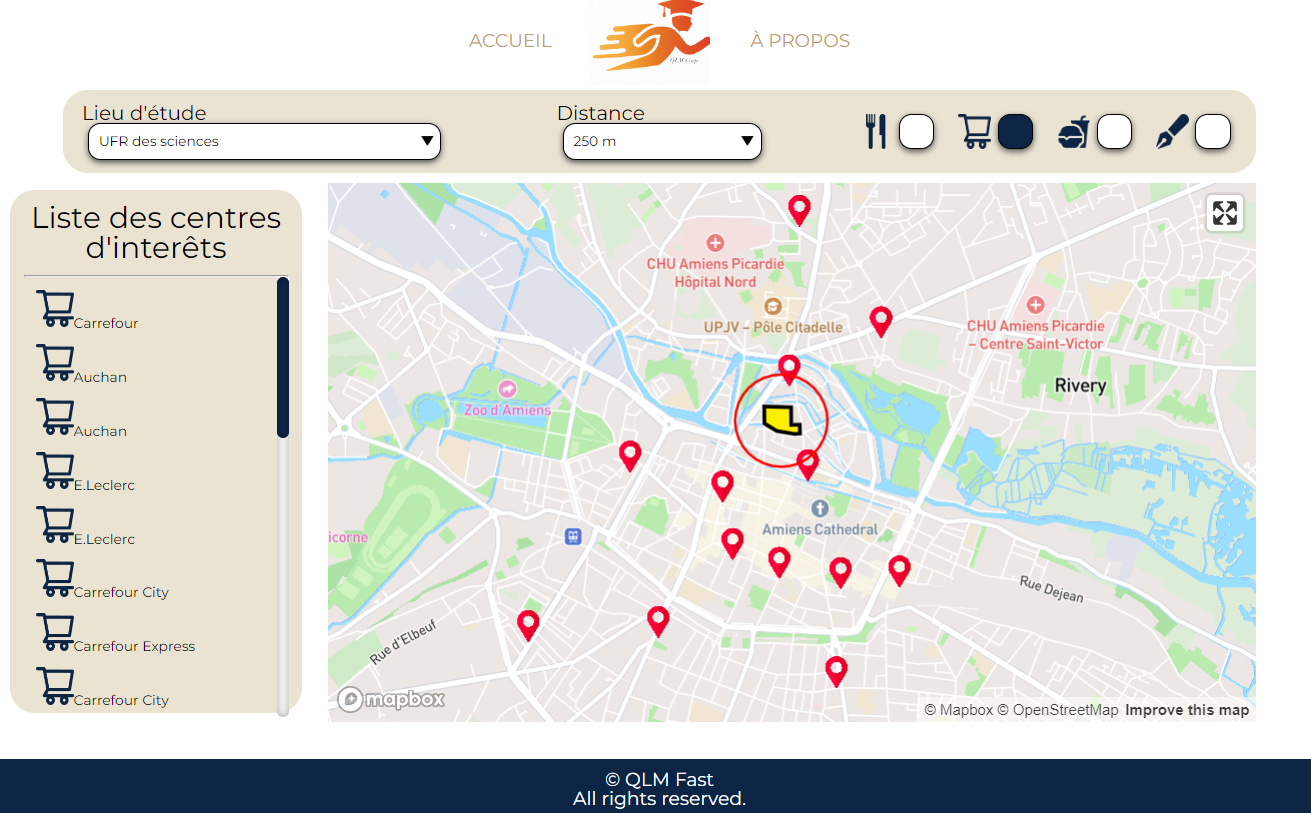 ACCUEIL
QLM Corp
À PROPOS
Lieu d'étude
UFR des sciences
Distance
250 m
Liste des centres
d'interêts
Carrefour
Auchan
Auchan
E.Leclerc
E.Leclerc
Carrefour City
Carrefour Express
Carrefour City
CHU Amiens Picardie
Hôpital Nord
UPJV – Pôle Citadelle
CHU Amiens Picardie
– Centre Saint-Victor
Rivery
Zoo d'Amiens
Amiens Cathedral
icorne
Rue Dejean
Rue d'Elbeuf
mapbox
© Mapbox © OpenStreetMap Improve this map
© QLM Fast
All rights reserved.